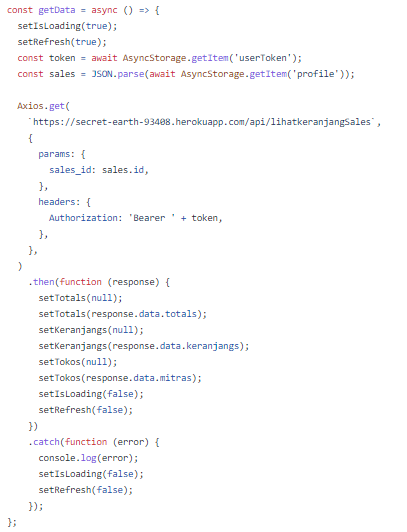 const getData = async () => {
  setIsLoading(true);
  setRefresh(true);
  const token = await AsyncStorage.getItem('userToken');
  const sales = JSON.parse(await AsyncStorage.getItem('profile'));

  Axios.get(
    `https://secret-earth-93408.herokuapp.com/api/lihatkeranjangSales`,
    {
      params: {
        sales_id: sales.id,
      },
      headers: {
        Authorization: 'Bearer ' + token,
      },
    },
  )
    .then(function (response) {
      setTotals(null);
      setTotals(response.data.totals);
      setKeranjangs(null);
      setKeranjangs(response.data.keranjangs);
      setTokos(null);
      setTokos(response.data.mitras);
      setIsLoading(false);
      setRefresh(false);
    })
    .catch(function (error) {
      console.log(error);
      setIsLoading(false);
      setRefresh(false);
    });
};